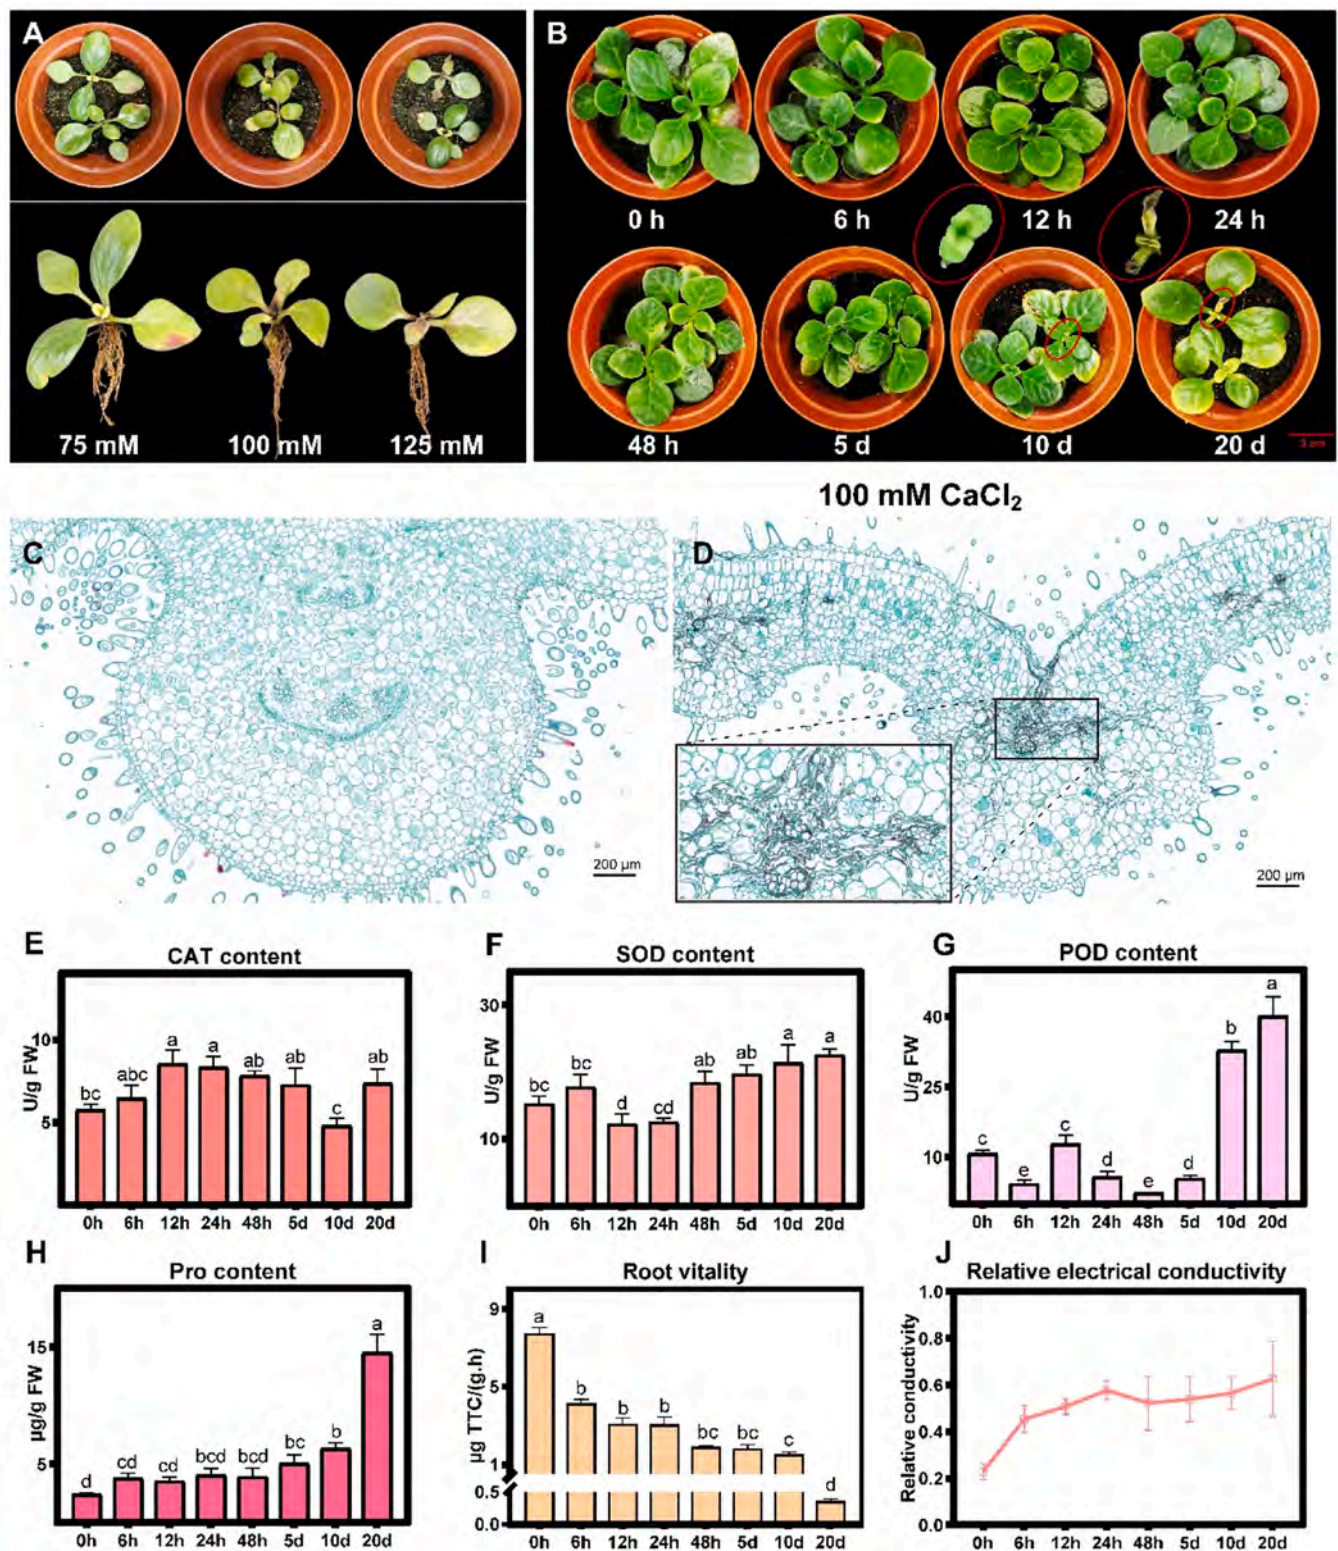 A
75 mM 100 mM 125 mM
B
0 h 6 h 12 h 24 h
48 h 5 d 10 d 20 d
3 cm
100 mM CaCl₂
C
200 µm
D
200 µm
E
CAT content
U/g FW
10
5
bc abc a a ab ab c ab
0h 6h 12h 24h 48h 5d 10d 20d
F
SOD content
U/g FW
30
10
bc bc d cd ab ab a a
0h 6h 12h 24h 48h 5d 10d 20d
G
POD content
U/g FW
40
25
10
c e c d e d b a
0h 6h 12h 24h 48h 5d 10d 20d
H
Pro content
µg/g FW
15
5
d cd cd bcd bcd bc b a
0h 6h 12h 24h 48h 5d 10d 20d
I
Root vitality
µg TTC/(g.h)
9
5
1
0.5
0.0
a b b b bc bc c d
0h 6h 12h 24h 48h 5d 10d 20d
J
Relative electrical conductivity
Relative conductivity
1.0
0.8
0.6
0.4
0.2
0.0
0h 6h 12h 24h 48h 5d 10d 20d